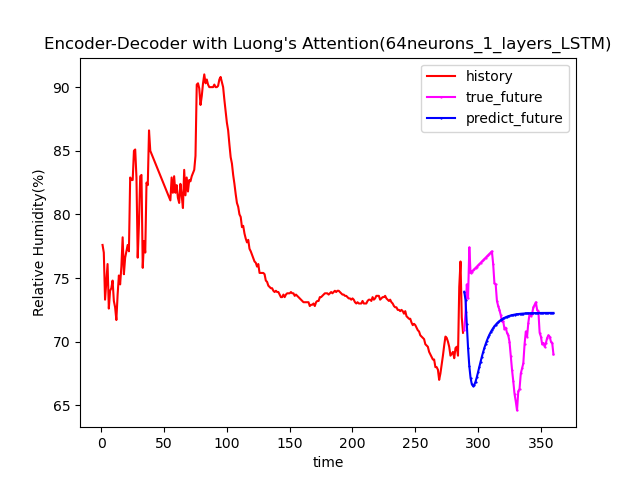 Encoder-Decoder with Luong's Attention(64neurons_1_layers_LSTM)
history
true_future
predict_future
Relative Humidity(%)
90
85
80
75
70
65
0 50 100 150 200 250 300 350
time